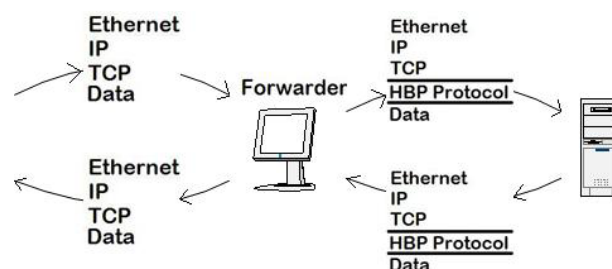 Ethernet
IP
TCP
Data
Forwarder
Ethernet
IP
TCP
HBP Protocol
Data
Ethernet
IP
TCP
Data
Ethernet
IP
TCP
HBP Protocol
Data